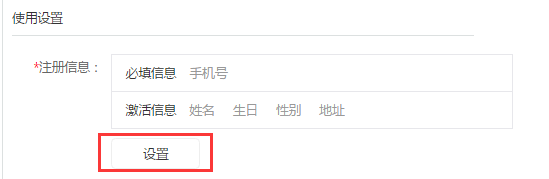 使用设置
*注册信息：
必填信息 手机号
激活信息 姓名 生日 性别 地址
设置